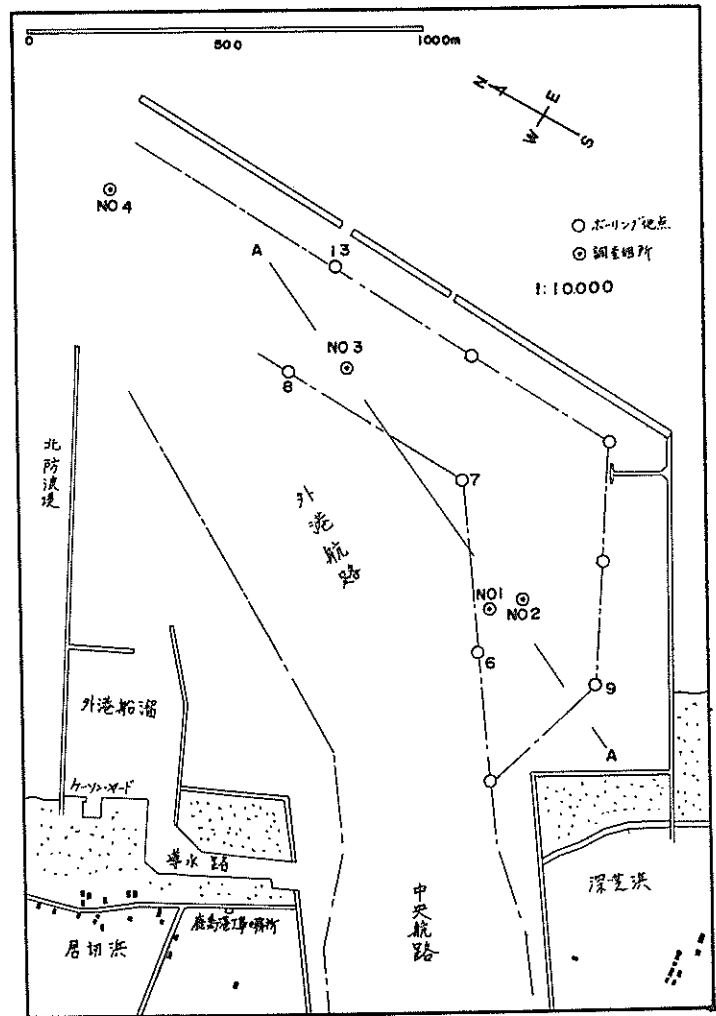 0 500 1000m
N E
W S
○ ボーリング地点
◎ 調査個所
1:10.000
NO 4
A
13
NO 3
8
北防波堤
7
外港航路
NO1
NO2
6
9
外港船溜
A
ケーソンヤード
導水路
深芝浜
中央航路
鹿島港工事事務所
居切浜